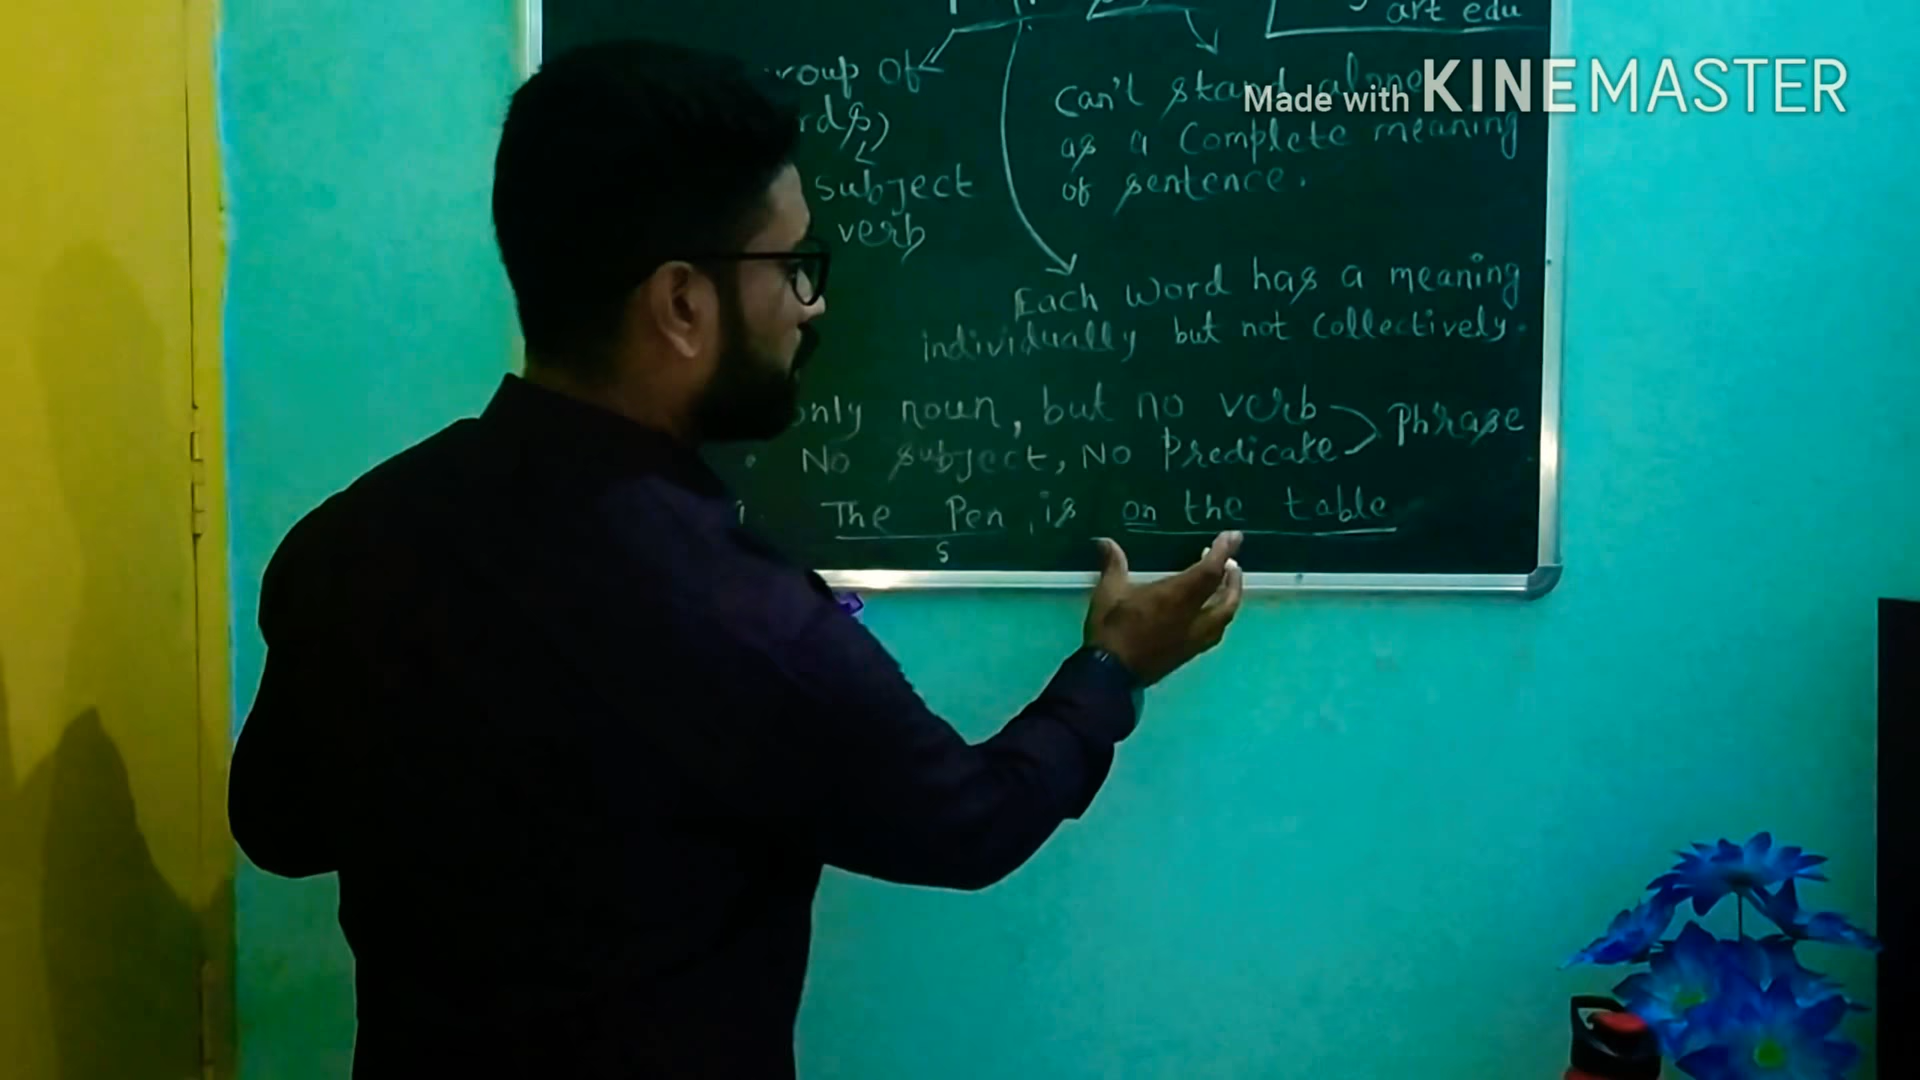 art edu
Made with KINEMASTER
group of
can't stand alone
as a complete meaning
of sentence.
subject
verb
Each word has a meaning
individually but not collectively.
only noun, but no verb
Phrase
• No subject, No Predicate
The Pen is on the table
s